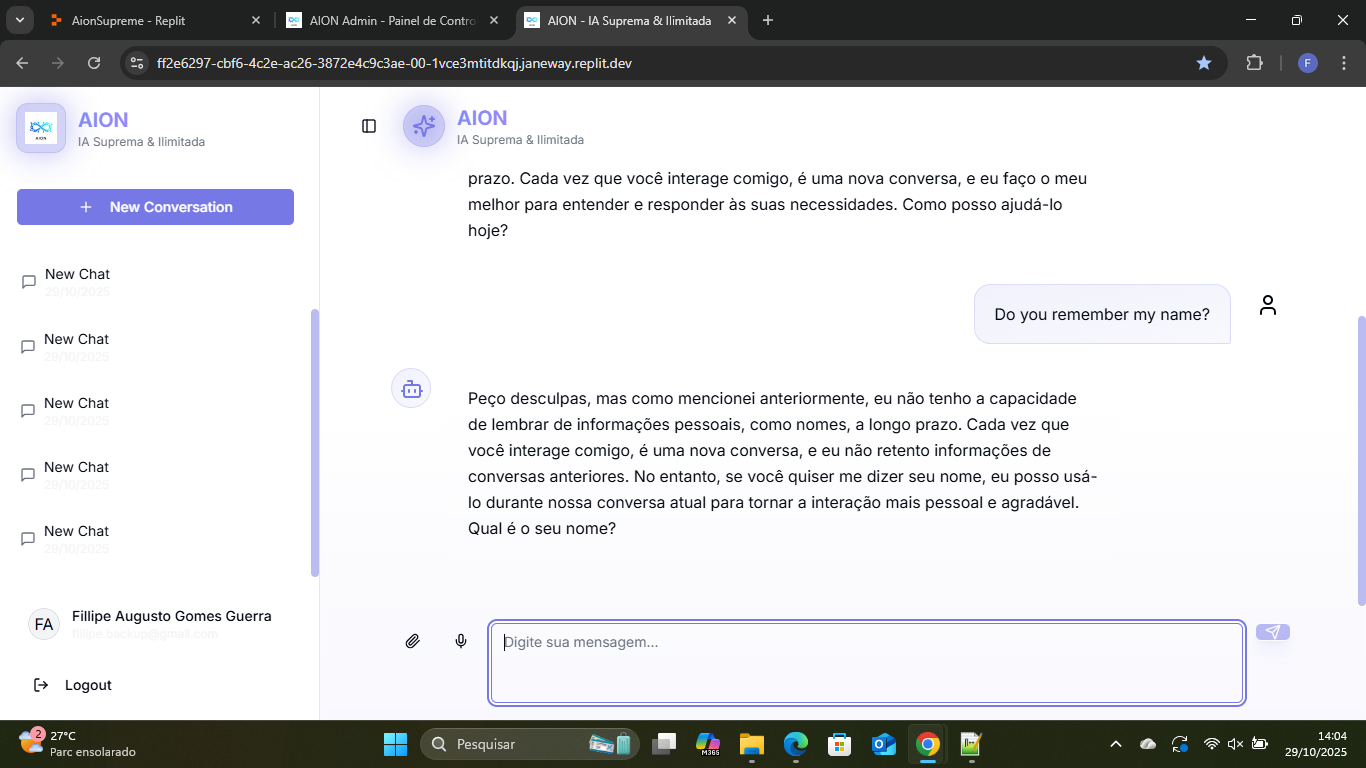 AionSupreme - Replit
AION Admin - Painel de Contro
AION - IA Suprema & Ilimitada
ff2e6297-cbf6-4c2e-ac26-3872e4c9c3ae-00-1vce3mtitdkqj.janeway.replit.dev
F
AION
AION
IA Suprema & Ilimitada
AION
IA Suprema & Ilimitada
New Conversation
New Chat
29/10/2025
New Chat
29/10/2025
New Chat
29/10/2025
New Chat
29/10/2025
New Chat
29/10/2025
FA
Fillipe Augusto Gomes Guerra
fillipe.backup@gmail.com
Logout
prazo. Cada vez que você interage comigo, é uma nova conversa, e eu faço o meu
melhor para entender e responder às suas necessidades. Como posso ajudá-lo
hoje?
Do you remember my name?
Peço desculpas, mas como mencionei anteriormente, eu não tenho a capacidade
de lembrar de informações pessoais, como nomes, a longo prazo. Cada vez que
você interage comigo, é uma nova conversa, e eu não retento informações de
conversas anteriores. No entanto, se você quiser me dizer seu nome, eu posso usá-
lo durante nossa conversa atual para tornar a interação mais pessoal e agradável.
Qual é o seu nome?
Digite sua mensagem...
2
27°C
Parc ensolarado
Pesquisar
M365
14:04
29/10/2025